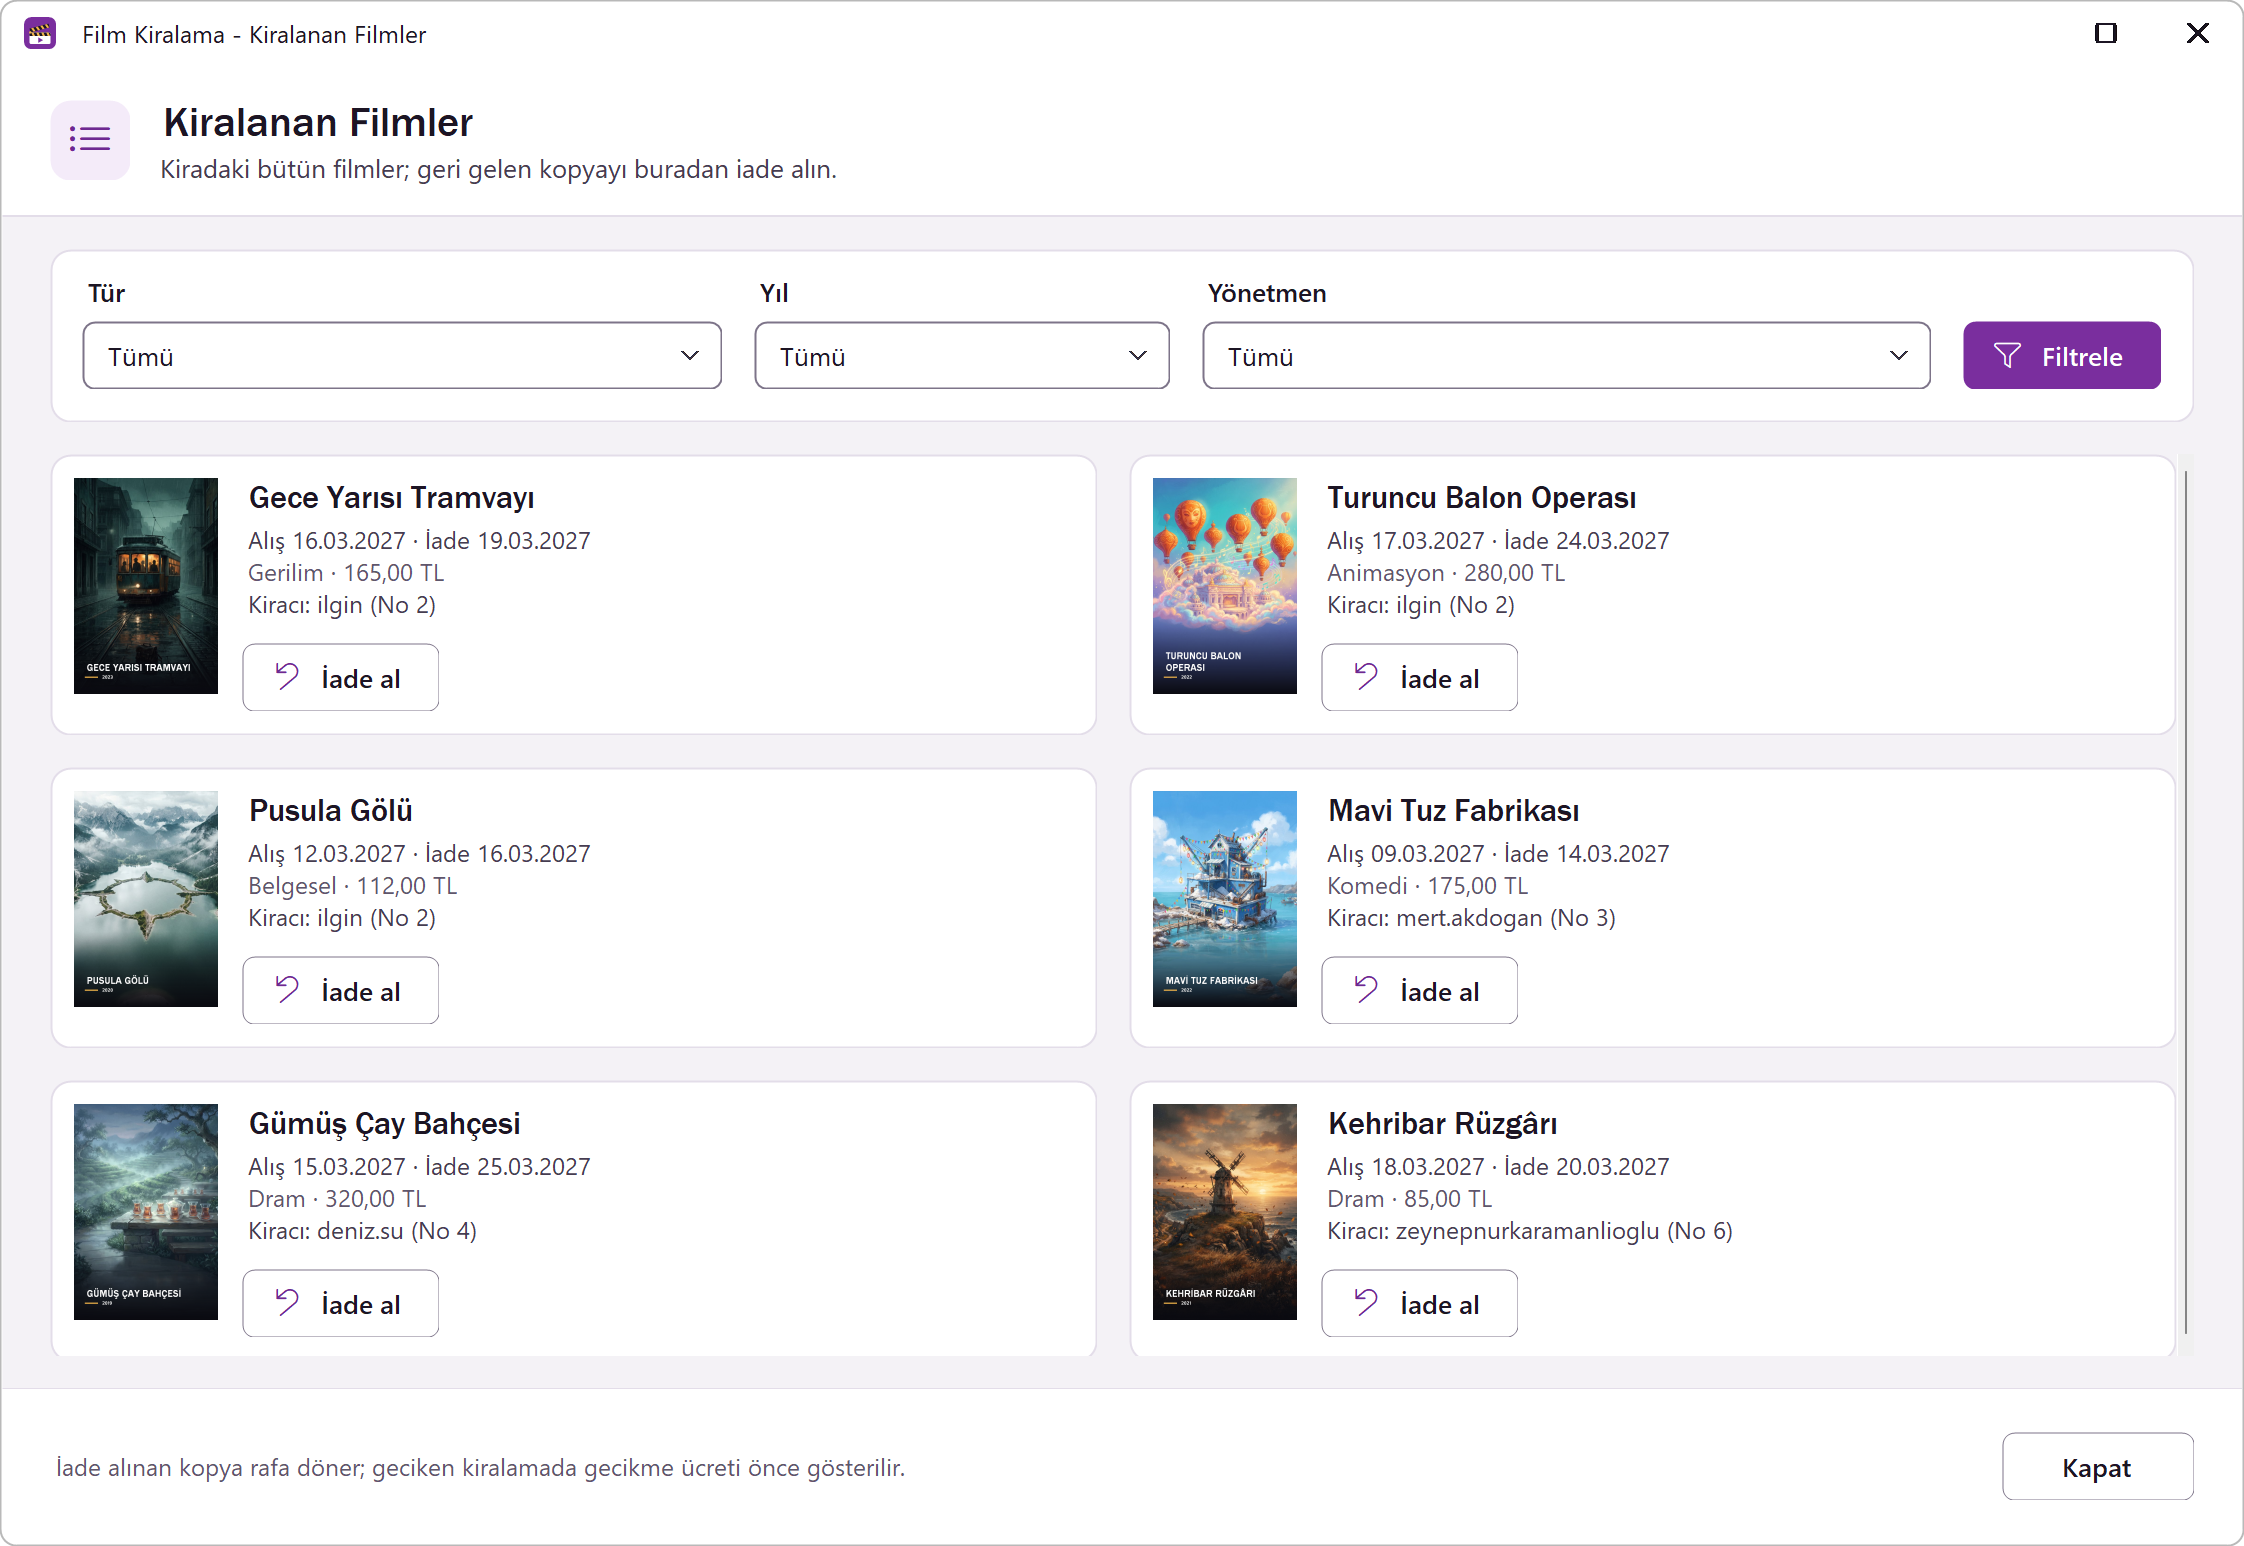 Film Kiralama - Kiralanan Filmler
Kiralanan Filmler
Kiradaki bütün filmler; geri gelen kopyayı buradan iade alın.
Tür
Yıl
Yönetmen
Tümü
Tümü
Tümü
Filtrele
GECE YARISI TRAMVAYI
2023
Gece Yarısı Tramvayı
Alış 16.03.2027 · İade 19.03.2027
Gerilim · 165,00 TL
Kiracı: ilgin (No 2)
İade al
TURUNCU BALON
OPERASI
2022
Turuncu Balon Operası
Alış 17.03.2027 · İade 24.03.2027
Animasyon · 280,00 TL
Kiracı: ilgin (No 2)
İade al
PUSULA GÖLÜ
2020
Pusula Gölü
Alış 12.03.2027 · İade 16.03.2027
Belgesel · 112,00 TL
Kiracı: ilgin (No 2)
İade al
MAVİ TUZ FABRİKASI
2022
Mavi Tuz Fabrikası
Alış 09.03.2027 · İade 14.03.2027
Komedi · 175,00 TL
Kiracı: mert.akdogan (No 3)
İade al
GÜMÜŞ ÇAY BAHÇESİ
2019
Gümüş Çay Bahçesi
Alış 15.03.2027 · İade 25.03.2027
Dram · 320,00 TL
Kiracı: deniz.su (No 4)
İade al
KEHRİBAR RÜZGÂRI
2021
Kehribar Rüzgârı
Alış 18.03.2027 · İade 20.03.2027
Dram · 85,00 TL
Kiracı: zeynepnurkaramanlioglu (No 6)
İade al
İade alınan kopya rafa döner; geciken kiralamada gecikme ücreti önce gösterilir.
Kapat